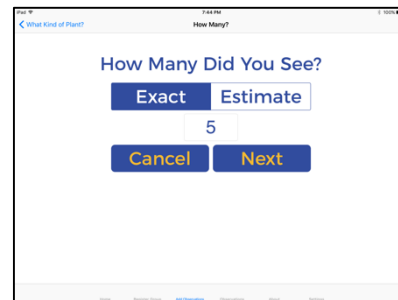 iPad 7:44 PM 100%
What Kind of Plant? How Many?
How Many Did You See?
Exact Estimate
5
Cancel Next